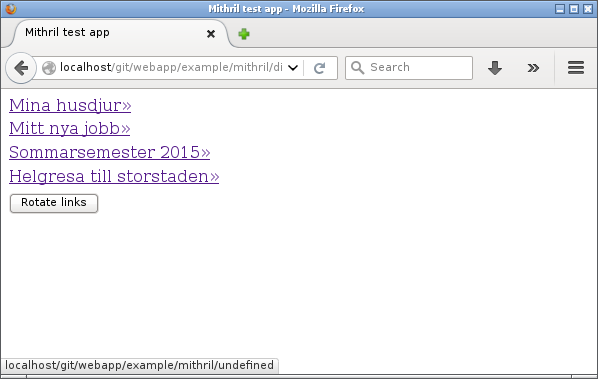 Mithril test app - Mozilla Firefox
Mithril test app
localhost/git/webapp/example/mithril/di
Search
Mina husdjur»
Mitt nya jobb»
Sommarsemester 2015»
Helgresa till storstaden»
Rotate links
localhost/git/webapp/example/mithril/undefined